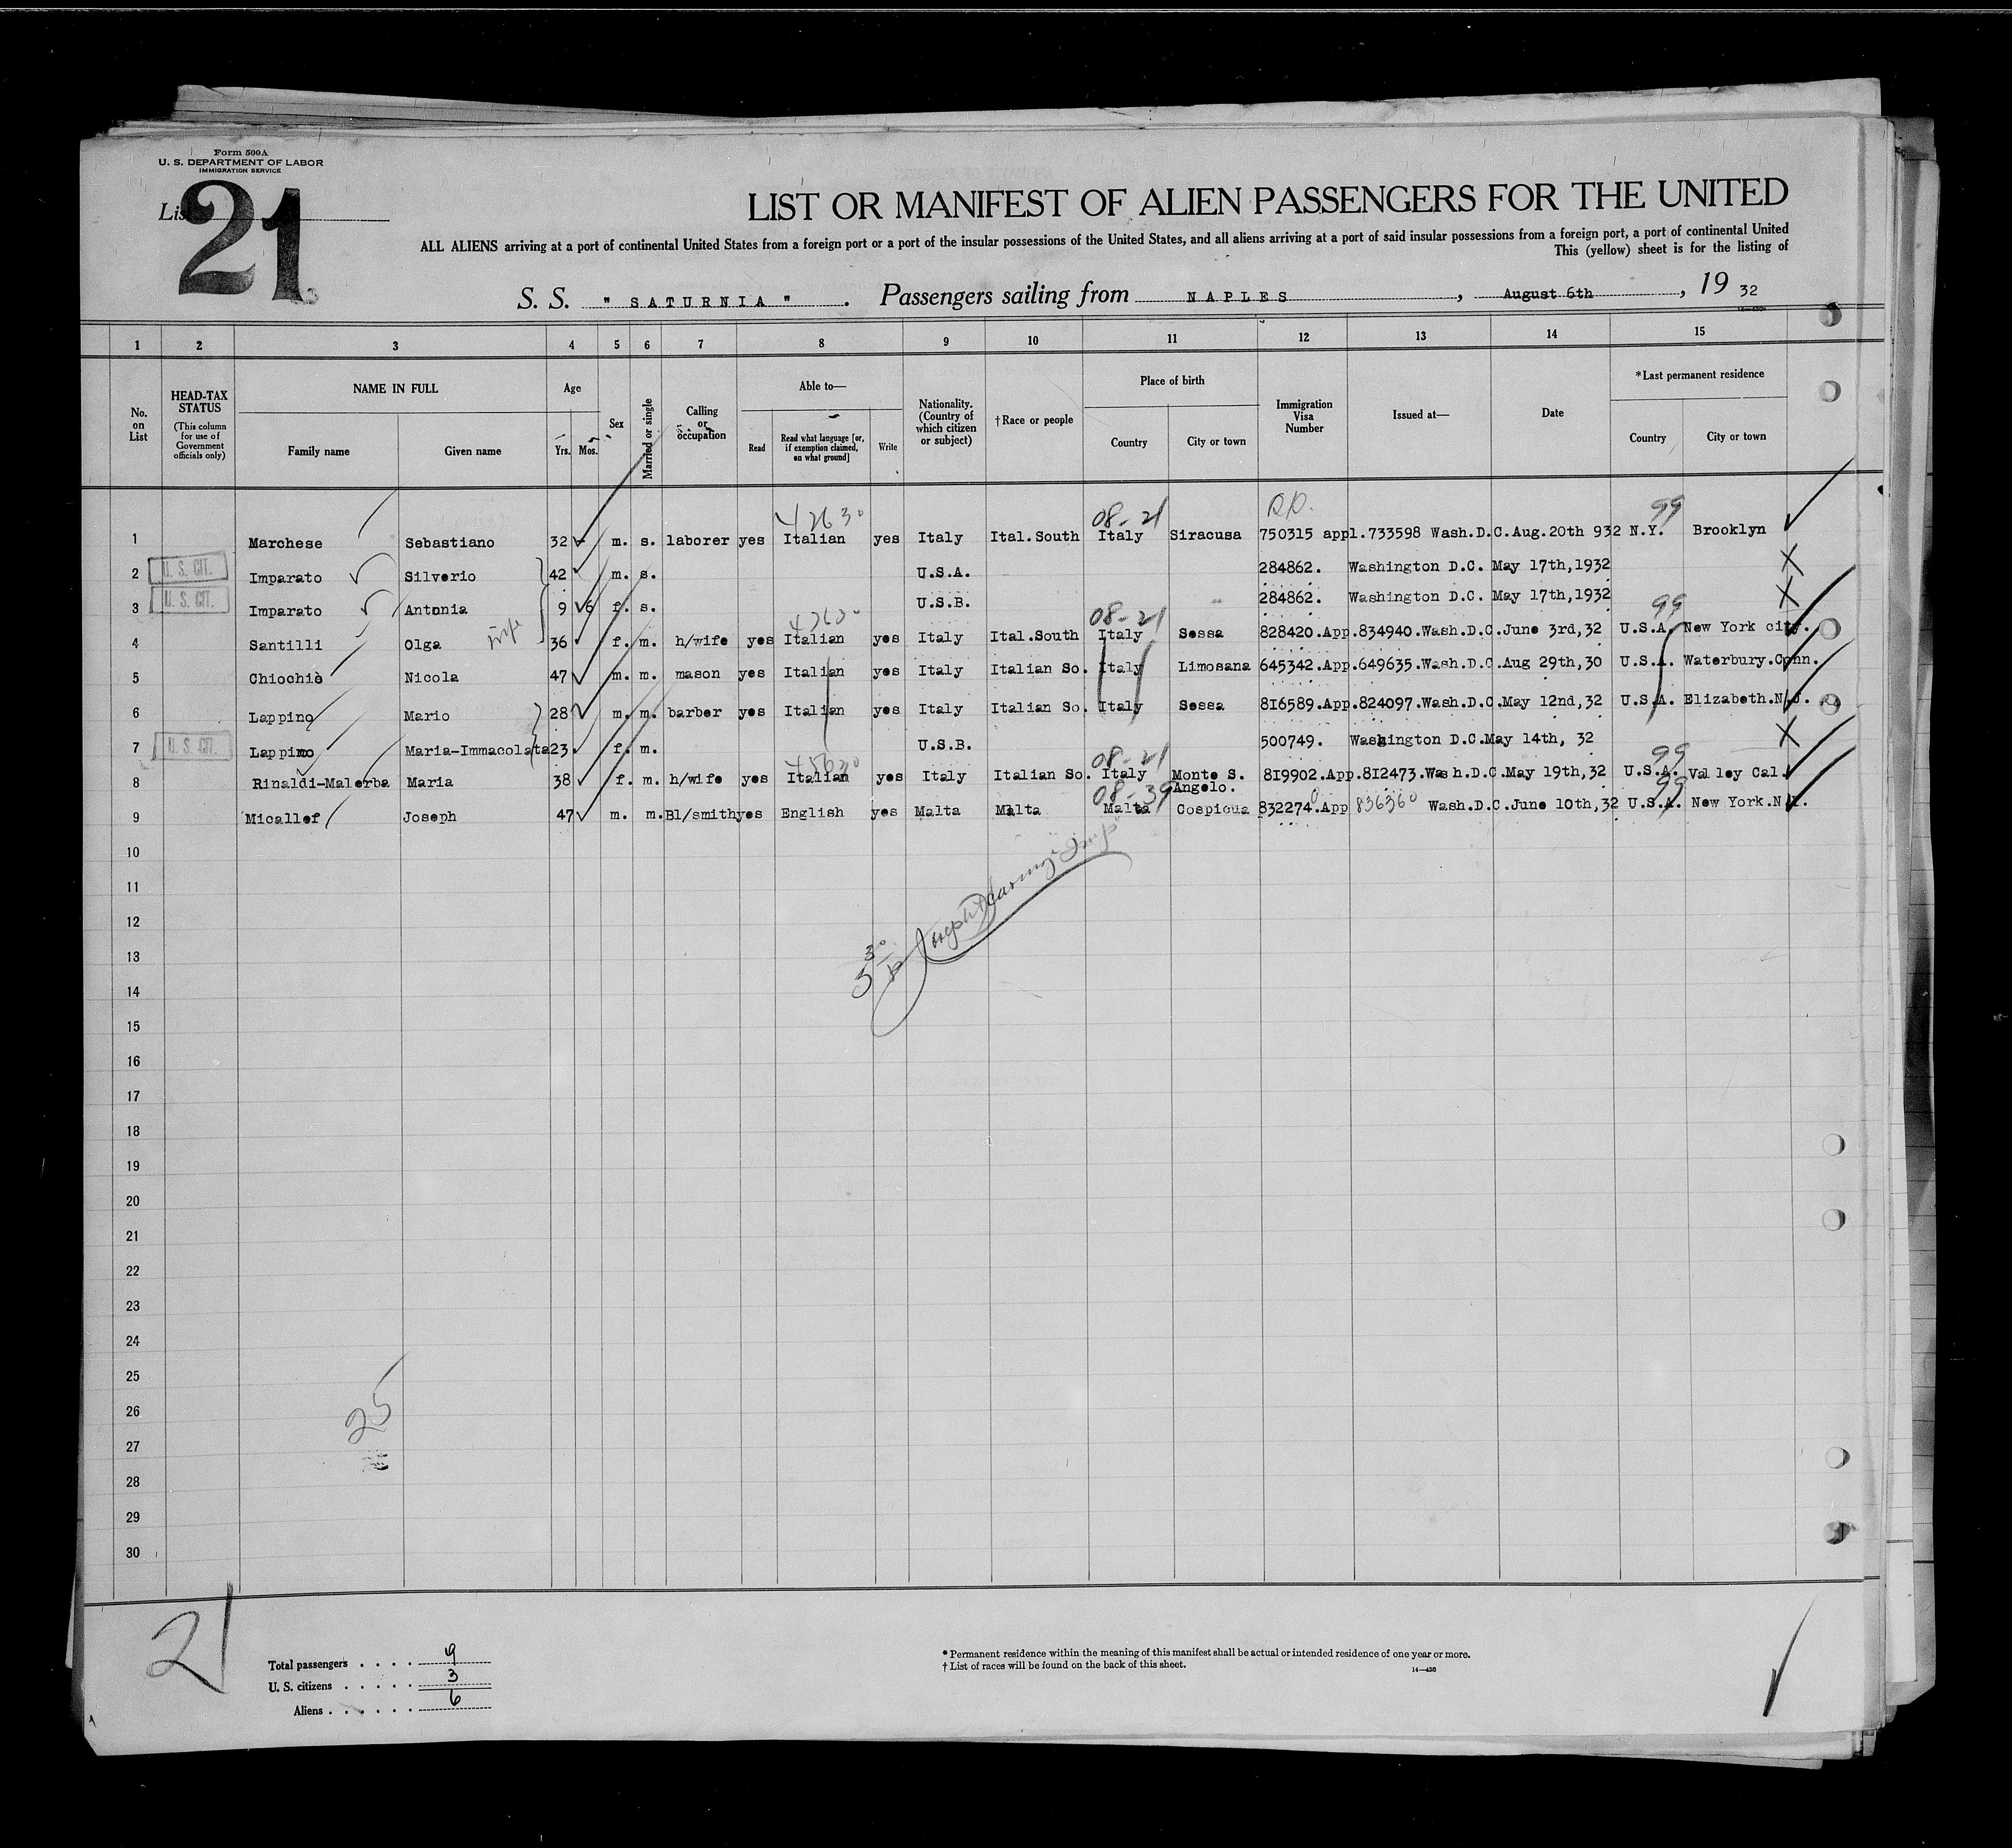 Form 500A
U. S. DEPARTMENT OF LABOR
IMMIGRATION SERVICE
List 21
LIST OR MANIFEST OF ALIEN PASSENGERS FOR THE UNITED
ALL ALIENS arriving at a port of continental United States from a foreign port or a port of the insular possessions of the United States, and all aliens arriving at a port of said insular possessions from a foreign port, a port of continental United
This (yellow) sheet is for the listing of
S. S. " SATURNIA " . Passengers sailing from NAPLES , August 6th , 19 32
1 2 3 4 5 6 7 8 9 10 11 12 13 14 15
No. on List
HEAD-TAX STATUS (This column for use of Government officials only)
NAME IN FULL
Family name Given name
Age
Yrs. Mos.
Sex
Married or single
Calling or occupation
Able to—
Read Read what language [or, if exemption claimed, on what ground] Write
Nationality. (Country of which citizen or subject)
†Race or people
Place of birth
Country City or town
Immigration Visa Number
Issued at—
Date
*Last permanent residence
Country City or town
42630 08-21 99
1 Marchese Sebastiano 32 m. s. laborer yes Italian yes Italy Ital.South Italy Siracusa 750315 appl.733598 Wash.D.C.Aug.20th 932 N.Y. Brooklyn
2 U. S. CIT. Imparato Silverio 42 m. s. U.S.A. 284862. Washington D.C. May 17th,1932
3 U. S. CIT. Imparato Antonia 9 6 f. s. U.S.B. 284862. Washington D.C. May 17th,1932
wife 08-21 99
4 Santilli Olga 36 f. m. h/wife yes Italian yes Italy Ital.South Italy Sessa 828420.App.834940.Wash.D.C.June 3rd,32 U.S.A. New York city.
5 Chiochiò Nicola 47 m. m. mason yes Italian yes Italy Italian So. Italy Limosana 645342.App.649635.Wash.D.C.Aug 29th,30 U.S.A. Waterbury.Conn.
6 Lappino Mario 28 m. m. barber yes Italian yes Italy Italian So. Italy Sessa 816589.App.824097.Wash.D.C.May 12nd,32 U.S.A. Elizabeth.N.J.
7 U. S. CIT. Lappino Maria-Immacolata 23 f. m. U.S.B. 500749. Washington D.C.May 14th, 32
45630 08-21 99
8 Rinaldi-Malerba Maria 38 f. m. h/wife yes Italian yes Italy Italian So. Italy Monte S. Angelo. 819902.App.812473.Wash.D.C.May 19th,32 U.S.A. Valley Cal.
08-39 99
9 Micallef Joseph 47 m. m. Bl/smith yes English yes Malta Malta Malta Cospicua 832274.App 836360 Wash.D.C.June 10th,32 U.S.A. New York.N.Y.
10
11
12
13
14
15
16
17
18
19
20
21
22
23
24
25
26
27
28
29
30
25
21
Total passengers . . . . 9
U. S. citizens . . . . . 3
Aliens . . . . . . 6
* Permanent residence within the meaning of this manifest shall be actual or intended residence of one year or more.
† List of races will be found on the back of this sheet.
14—430